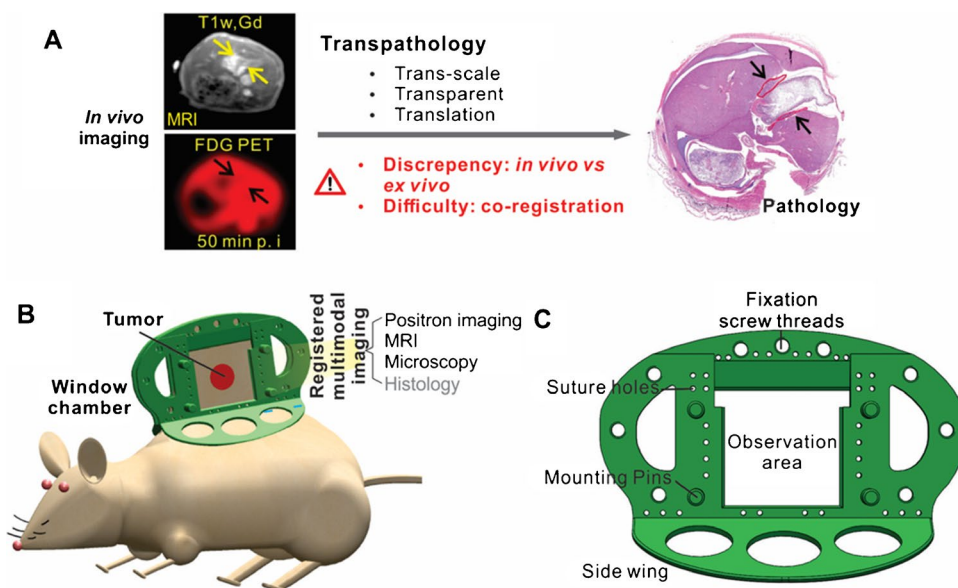 A
T1w,Gd
MRI
In vivo
imaging
FDG PET
50 min p. i
Transpathology
• Trans-scale
• Transparent
• Translation
• Discrepency: in vivo vs
ex vivo
• Difficulty: co-registration
Pathology
B
Tumor
Window
chamber
Registered
multimodal
imaging
Positron imaging
MRI
Microscopy
Histology
C
Fixation
screw threads
Suture holes
Observation
area
Mounting Pins
Side wing